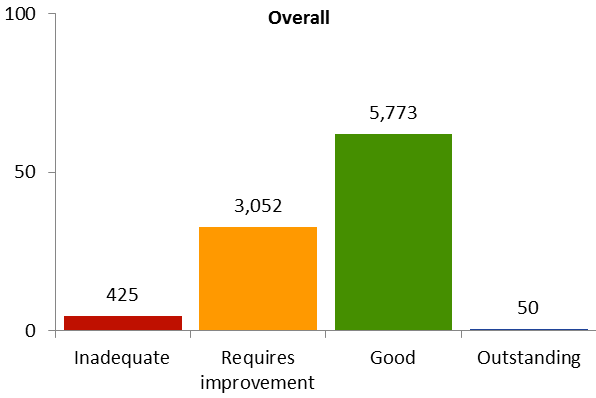 Overall
100
50
0
425
3,052
5,773
50
Inadequate
Requires
improvement
Good
Outstanding